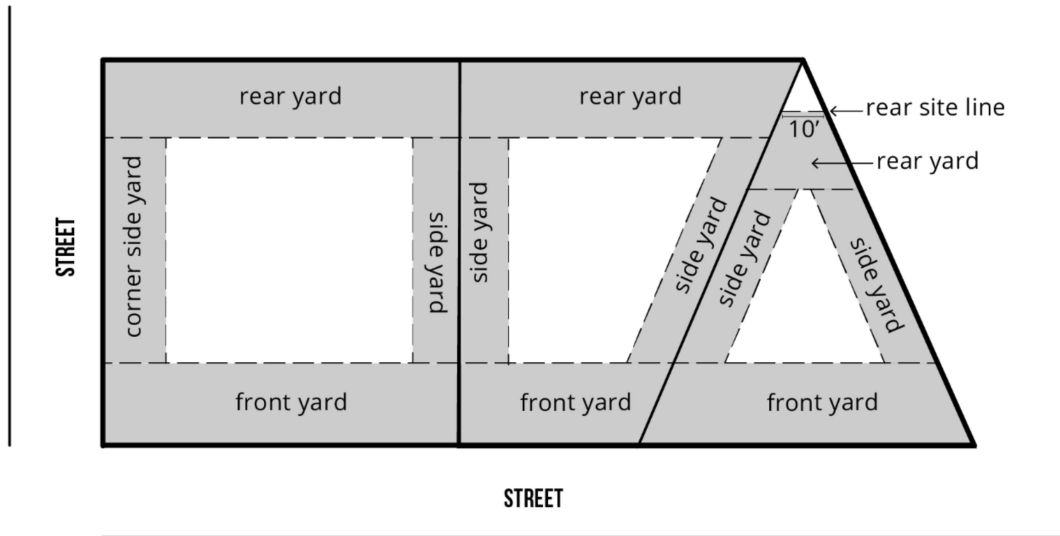 rear yard
rear yard
rear site line
10'
rear yard
STREET
corner side yard
side yard
side yard
side yard
side yard
side yard
front yard
front yard
front yard
STREET